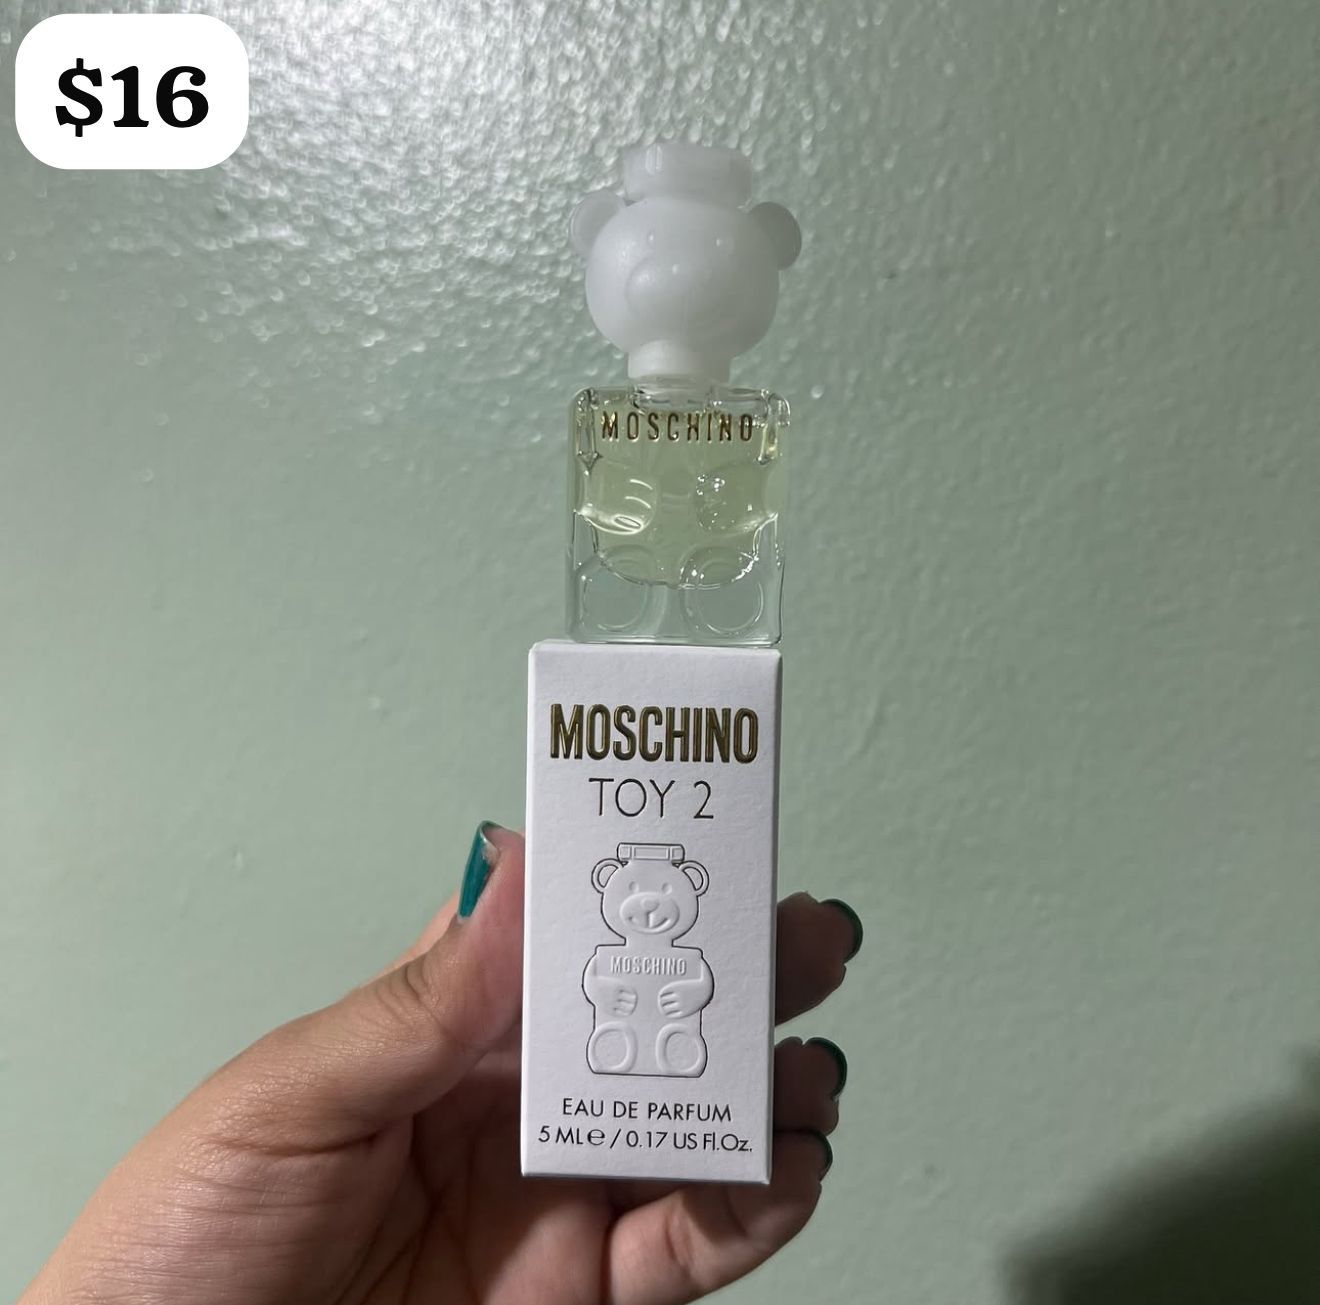 $16
MOSCHINO
MOSCHINO
TOY 2
MOSCHINO
EAU DE PARFUM
5 ML e / 0.17 US Fl.Oz.